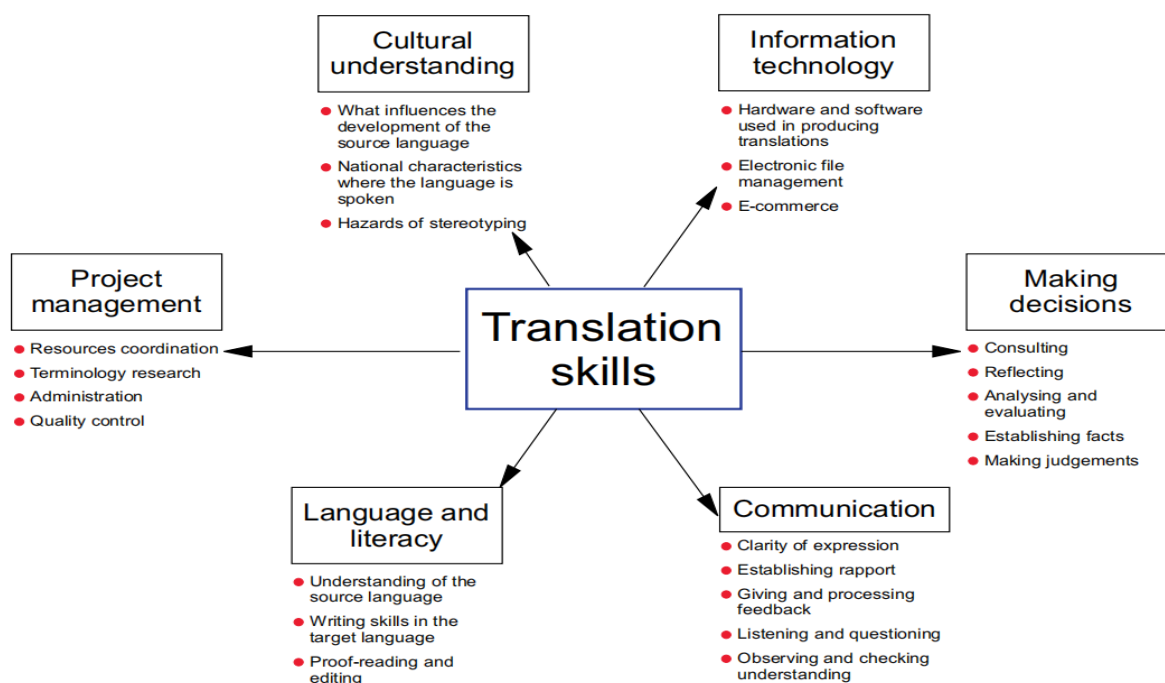 Cultural
understanding
● What influences the
development of the
source language
● National characteristics
where the language is
spoken
● Hazards of stereotyping
Information
technology
● Hardware and software
used in producing
translations
● Electronic file
management
● E-commerce
Project
management
● Resources coordination
● Terminology research
● Administration
● Quality control
Translation
skills
Making
decisions
● Consulting
● Reflecting
● Analysing and
evaluating
● Establishing facts
● Making judgements
Language and
literacy
● Understanding of the
source language
● Writing skills in the
target language
● Proof-reading and
editing
Communication
● Clarity of expression
● Establishing rapport
● Giving and processing
feedback
● Listening and questioning
● Observing and checking
understanding